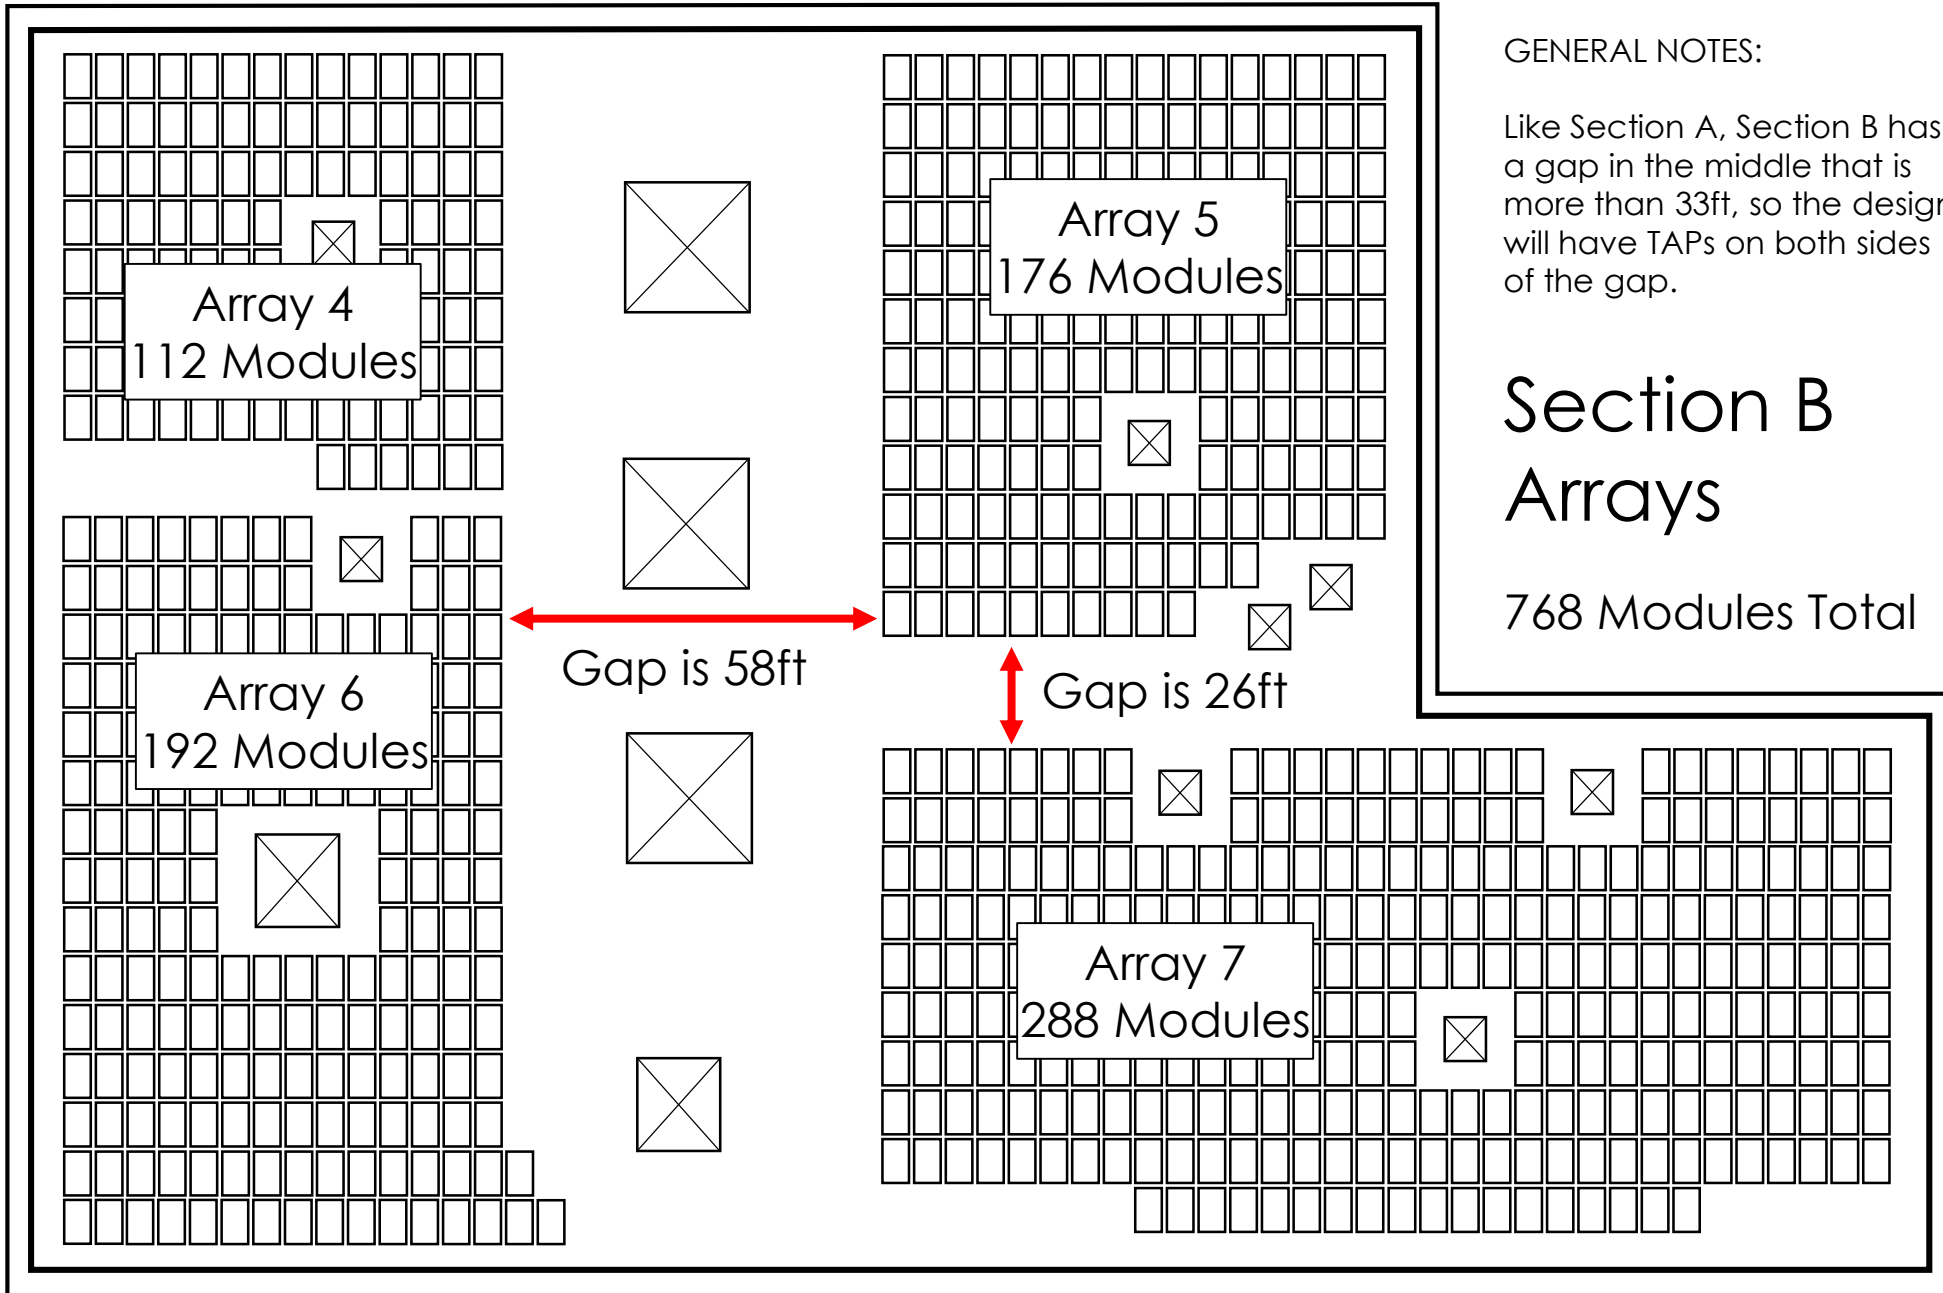 GENERAL NOTES:
Like Section A, Section B has
a gap in the middle that is
more than 33ft, so the design
will have TAPs on both sides
of the gap.
Section B
Arrays
768 Modules Total
Array 4
112 Modules
Array 5
176 Modules
Array 6
192 Modules
Gap is 58ft
Gap is 26ft
Array 7
288 Modules